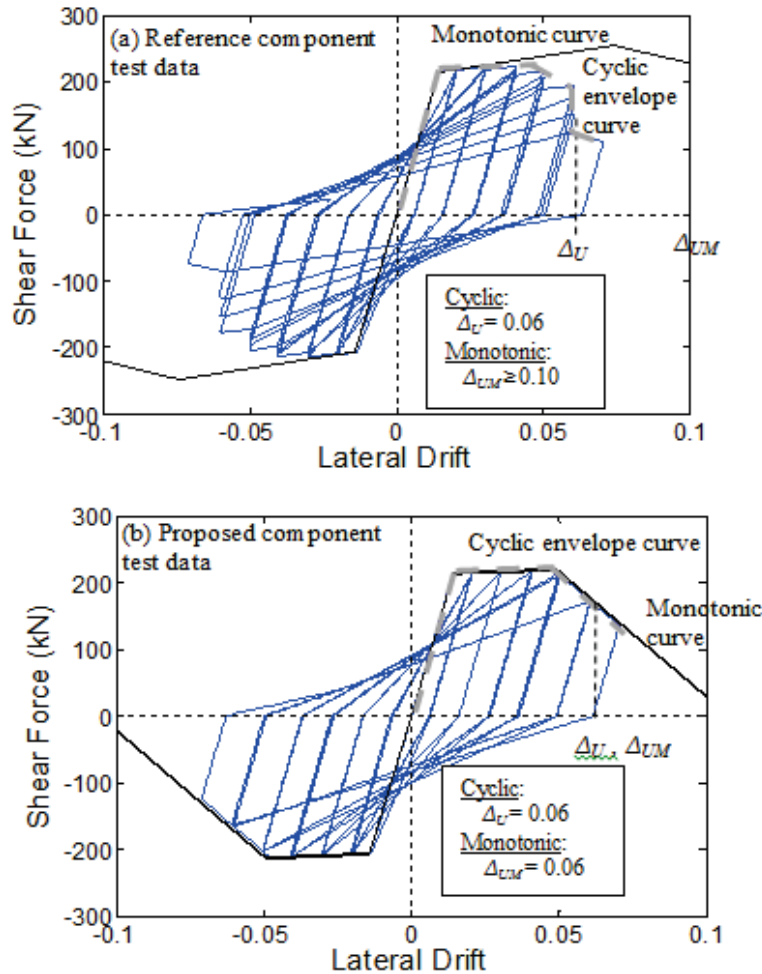 (a) Reference component
test data
Monotonic curve
Cyclic
envelope
curve
300
200
100
0
-100
-200
-300
Shear Force (kN)
ΔU
ΔUM
Cyclic:
ΔU = 0.06
Monotonic:
ΔUM ≥ 0.10
-0.1
-0.05
0
0.05
0.1
Lateral Drift
(b) Proposed component
test data
Cyclic envelope curve
Monotonic
curve
300
200
100
0
-100
-200
-300
Shear Force (kN)
ΔU , ΔUM
Cyclic:
ΔU = 0.06
Monotonic:
ΔUM = 0.06
-0.1
-0.05
0
0.05
0.1
Lateral Drift